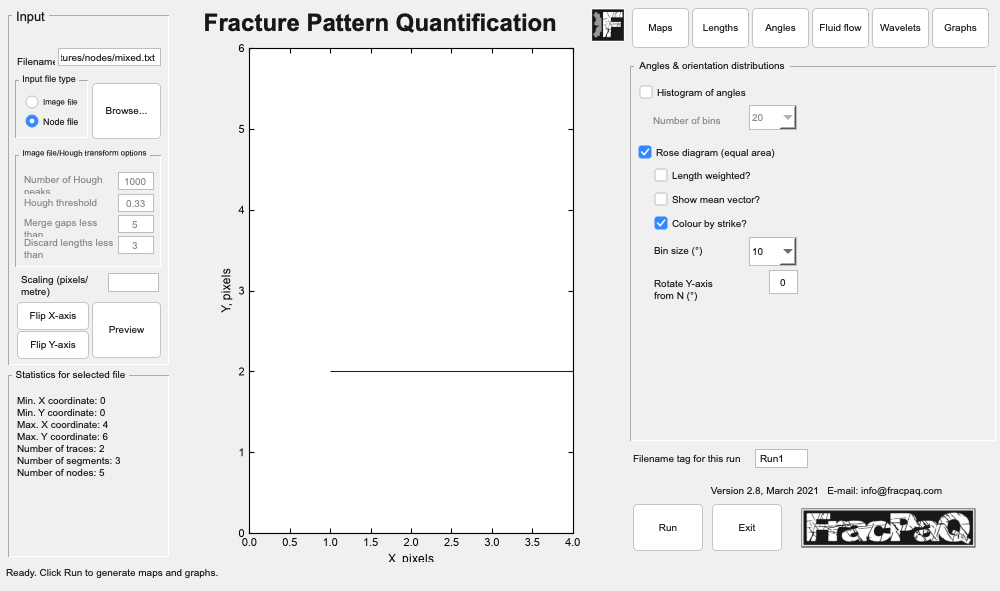 Input
Filename
tures/nodes/mixed.txt
Input file type
Image file
Node file
Browse...
Image file/Hough transform options
Number of Hough peaks
1000
Hough threshold
0.33
Merge gaps less than
5
Discard lengths less than
3
Scaling (pixels/
metre)
Flip X-axis
Flip Y-axis
Preview
Statistics for selected file
Min. X coordinate: 0
Min. Y coordinate: 0
Max. X coordinate: 4
Max. Y coordinate: 6
Number of traces: 2
Number of segments: 3
Number of nodes: 5
Ready. Click Run to generate maps and graphs.
Fracture Pattern Quantification
6
5
4
3
2
1
0
Y, pixels
0.0 0.5 1.0 1.5 2.0 2.5 3.0 3.5 4.0
X, pixels
F
Maps Lengths Angles Fluid flow Wavelets Graphs
Angles & orientation distributions
Histogram of angles
Number of bins 20
Rose diagram (equal area)
Length weighted?
Show mean vector?
Colour by strike?
Bin size (°) 10
Rotate Y-axis
from N (°)
0
Filename tag for this run Run1
Version 2.8, March 2021 E-mail: info@fracpaq.com
Run Exit
FracPaQ